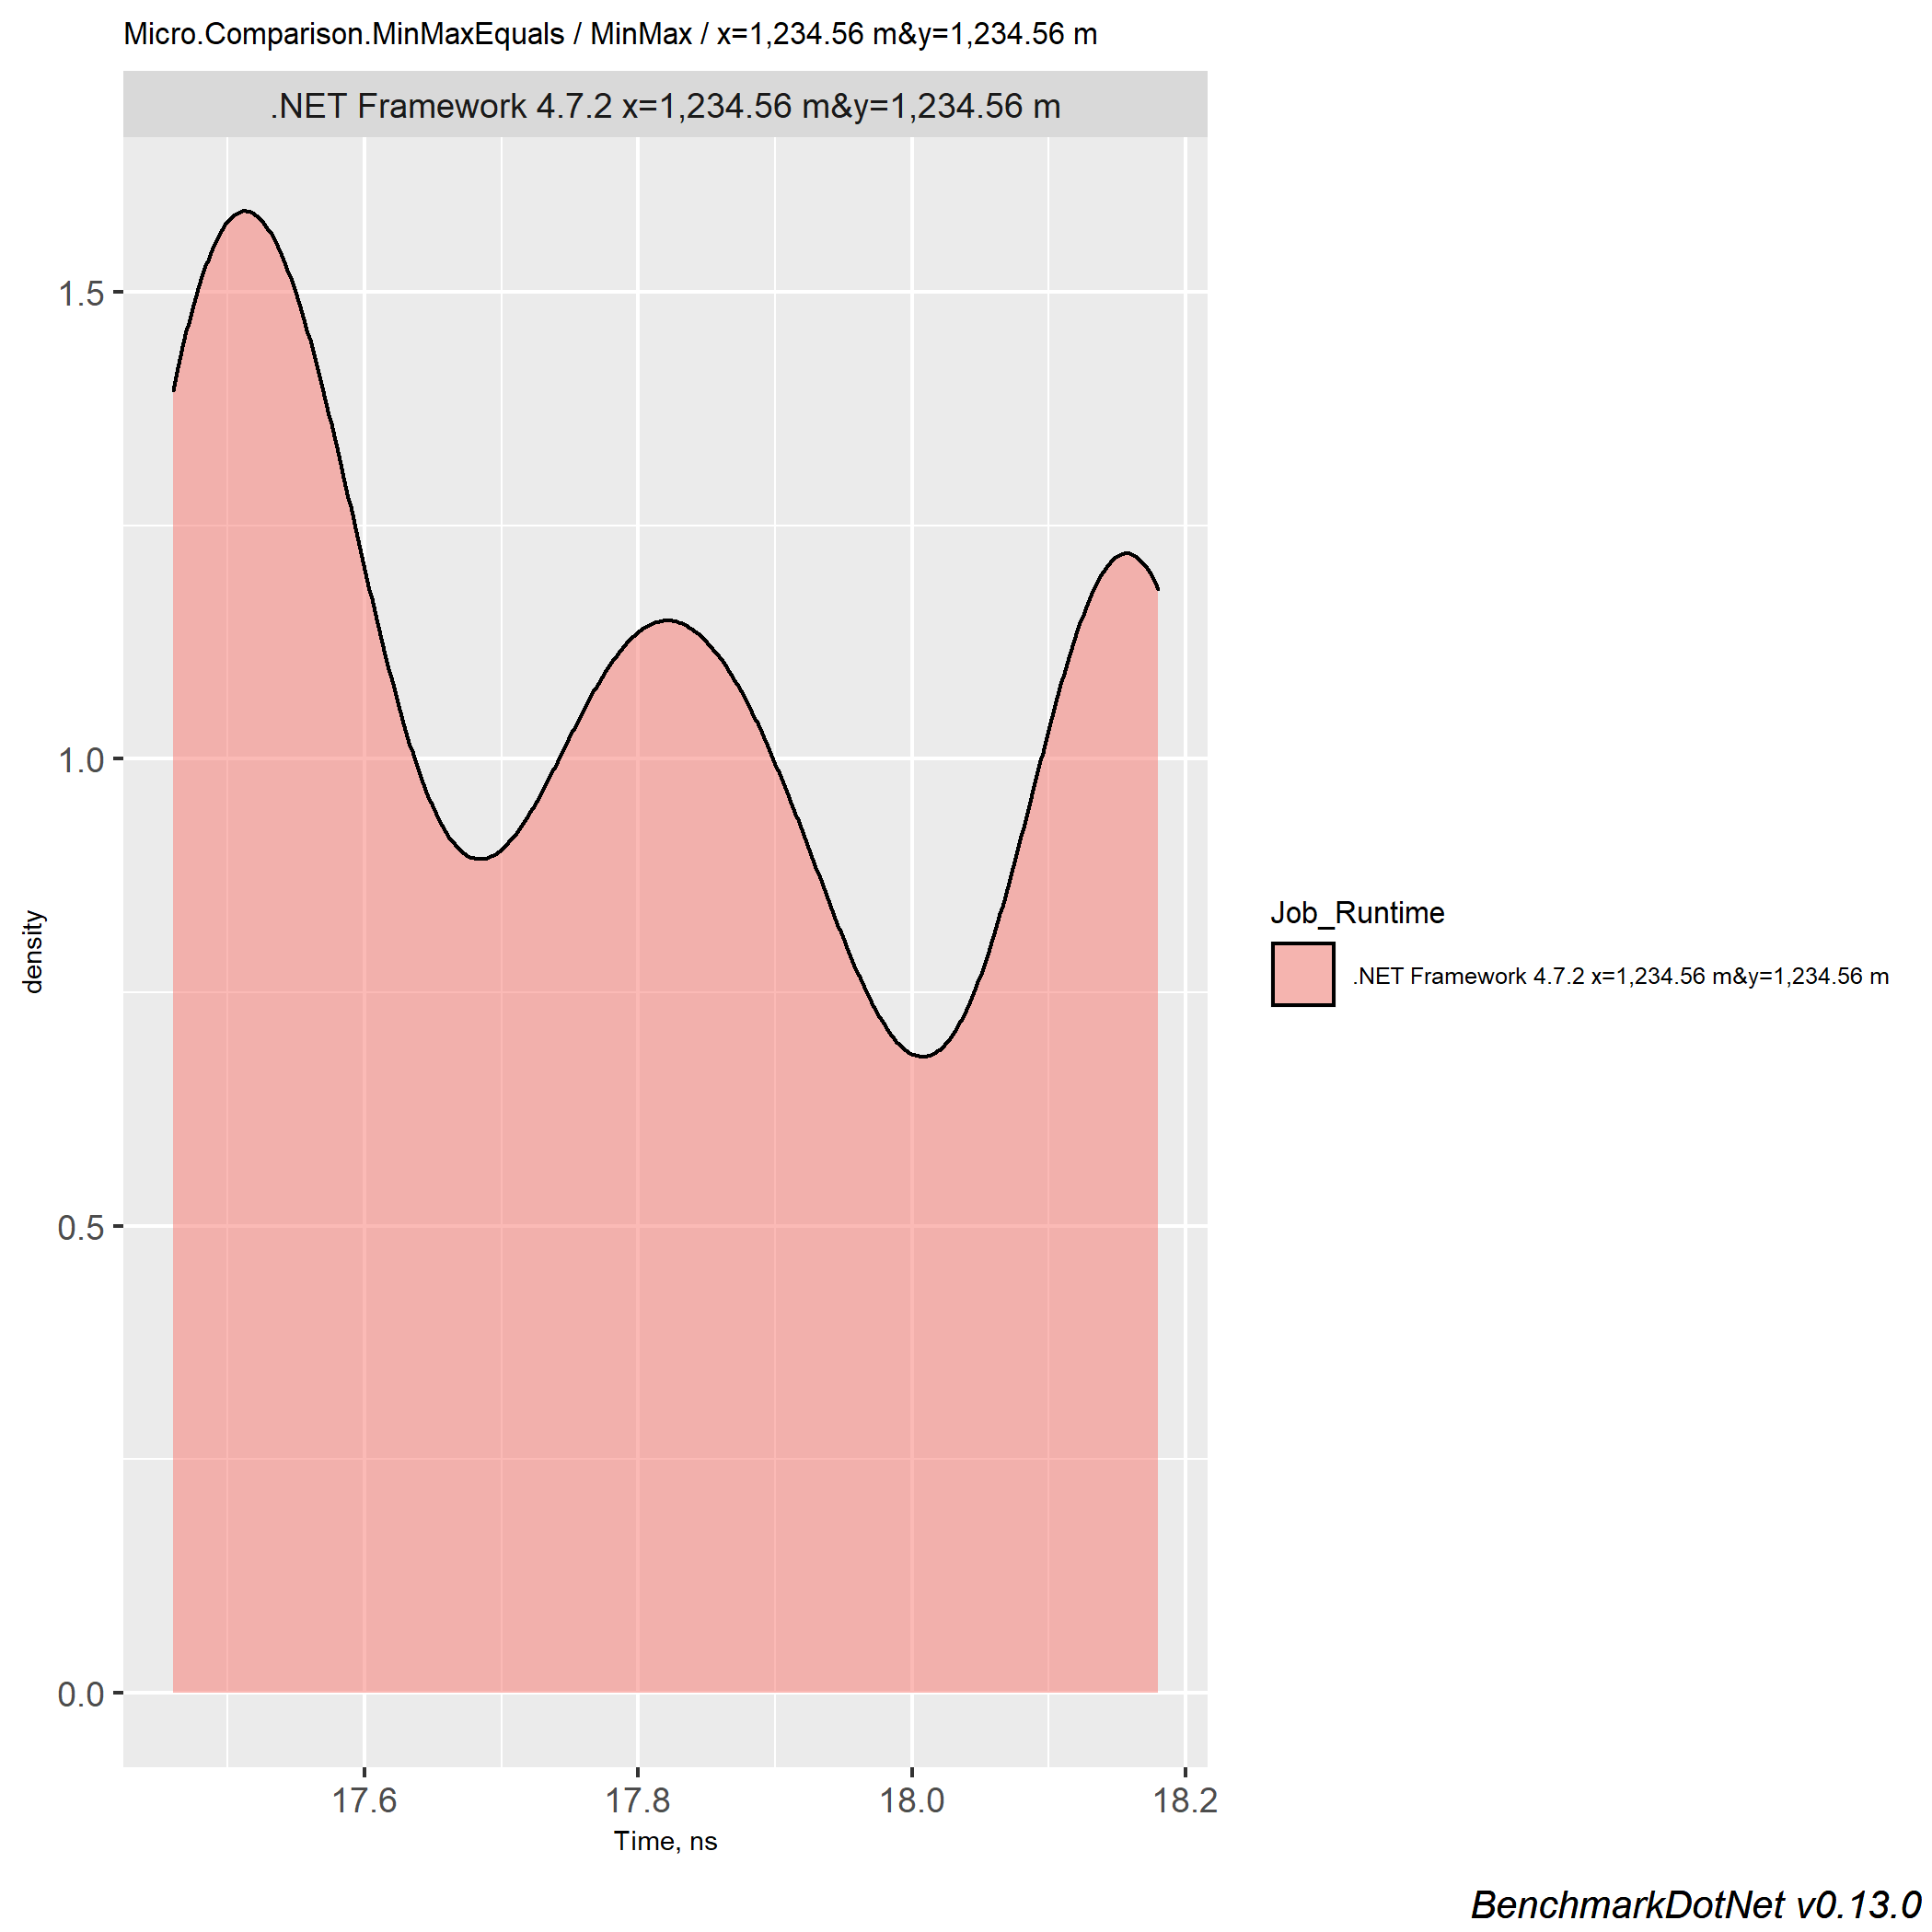 Micro.Comparison.MinMaxEquals / MinMax / x=1,234.56 m&y=1,234.56 m
.NET Framework 4.7.2 x=1,234.56 m&y=1,234.56 m
1.5
1.0
0.5
0.0
density
17.6 17.8 18.0 18.2
Time, ns
Job_Runtime
.NET Framework 4.7.2 x=1,234.56 m&y=1,234.56 m
BenchmarkDotNet v0.13.0